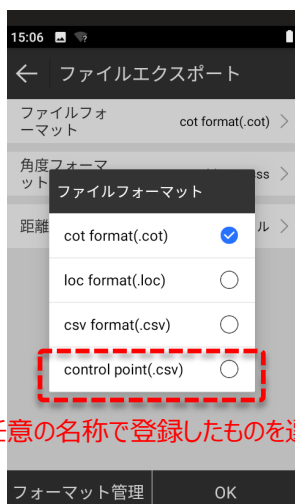 15:06
ファイルエクスポート
ファイルフォ
ーマット
cot format(.cot)
角度フォーマ
ット
ss
距離
ル
ファイルフォーマット
cot format(.cot)
loc format(.loc)
csv format(.csv)
control point(.csv)
意の名称で登録したものを
フォーマット管理
OK